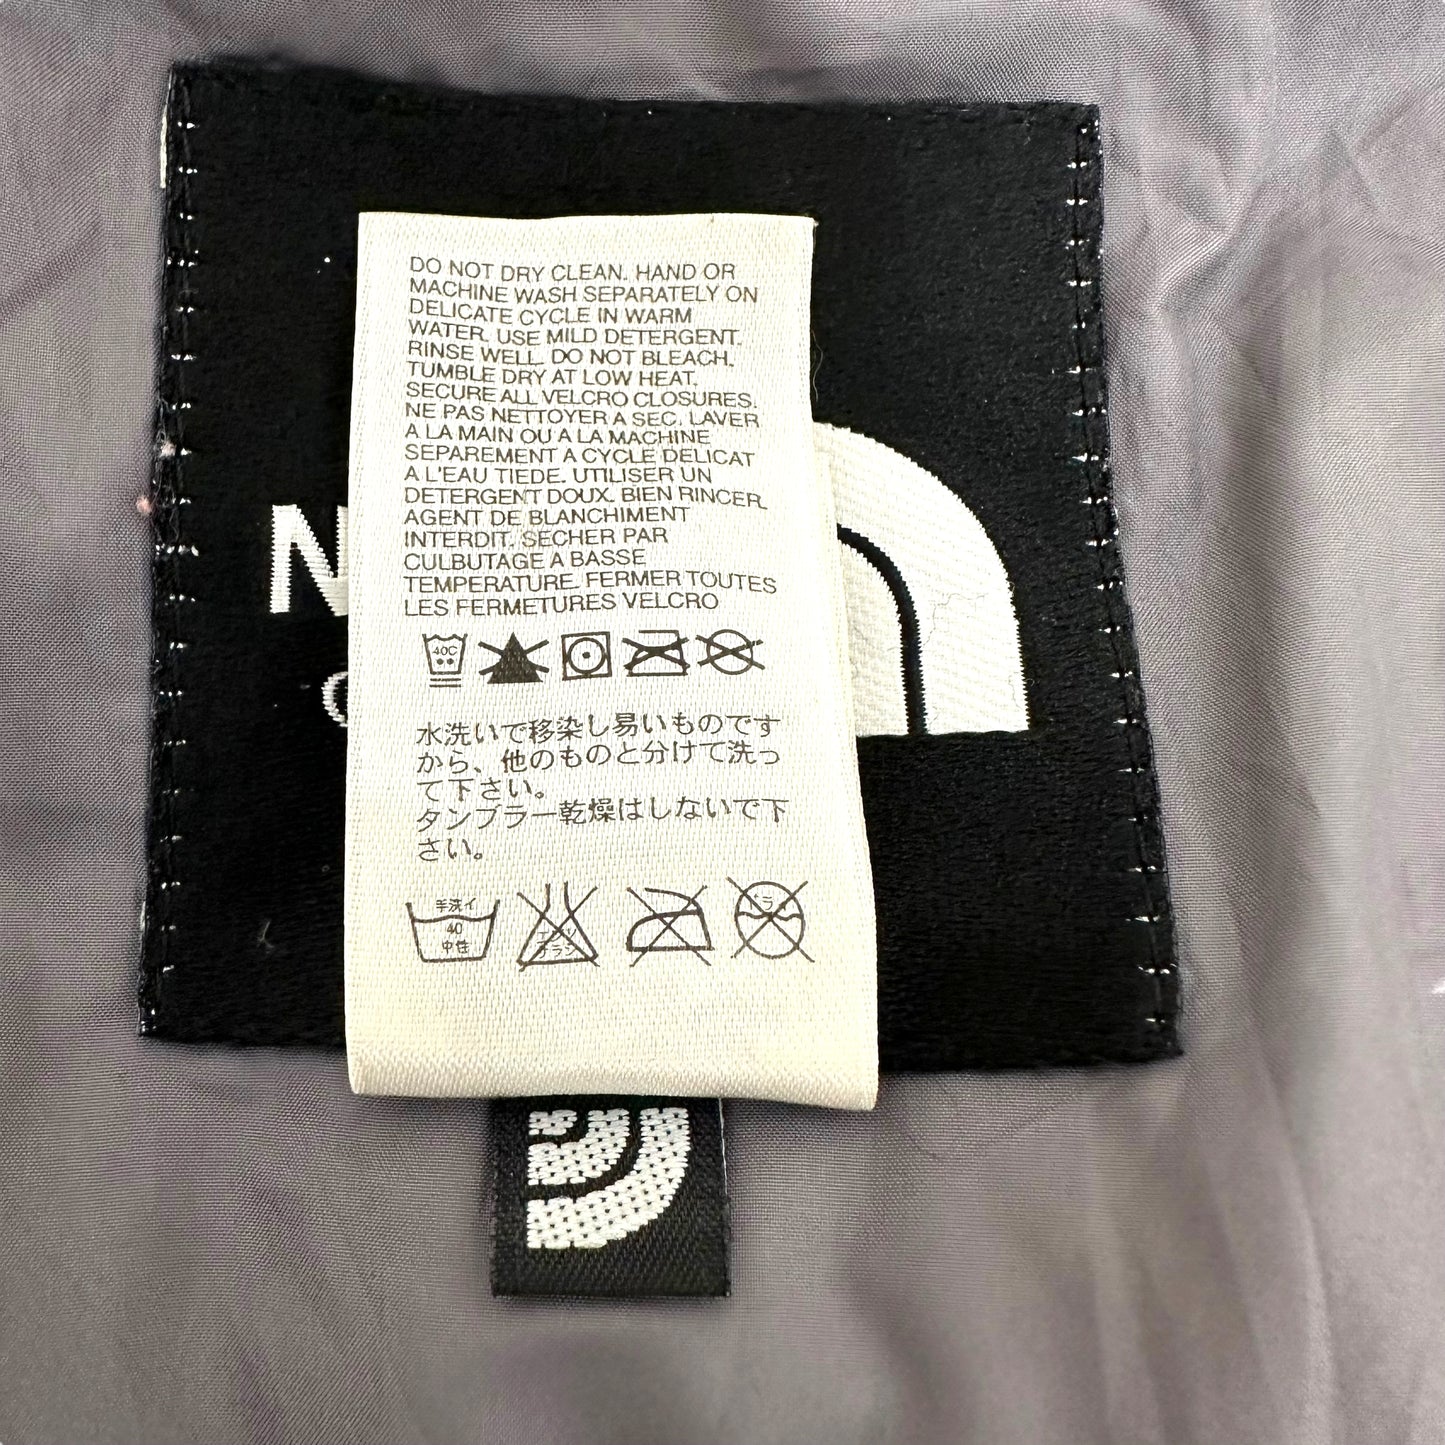 DO NOT DRY CLEAN. HAND OR
MACHINE WASH SEPARATELY ON
DELICATE CYCLE IN WARM
WATER. USE MILD DETERGENT.
RINSE WELL. DO NOT BLEACH.
TUMBLE DRY AT LOW HEAT.
SECURE ALL VELCRO CLOSURES.
NE PAS NETTOYER A SEC. LAVER
A LA MAIN OU A LA MACHINE
SEPAREMENT A CYCLE DELICAT
A L'EAU TIEDE. UTILISER UN
DETERGENT DOUX. BIEN RINCER.
AGENT DE BLANCHIMENT
INTERDIT. SECHER PAR
CULBUTAGE A BASSE
TEMPERATURE. FERMER TOUTES
LES FERMETURES VELCRO
40C
水洗いで移染し易いものです
から、他のものと分けて洗っ
て下さい。
タンブラー乾燥はしないで下
さい。
手洗イ
40
中性
N